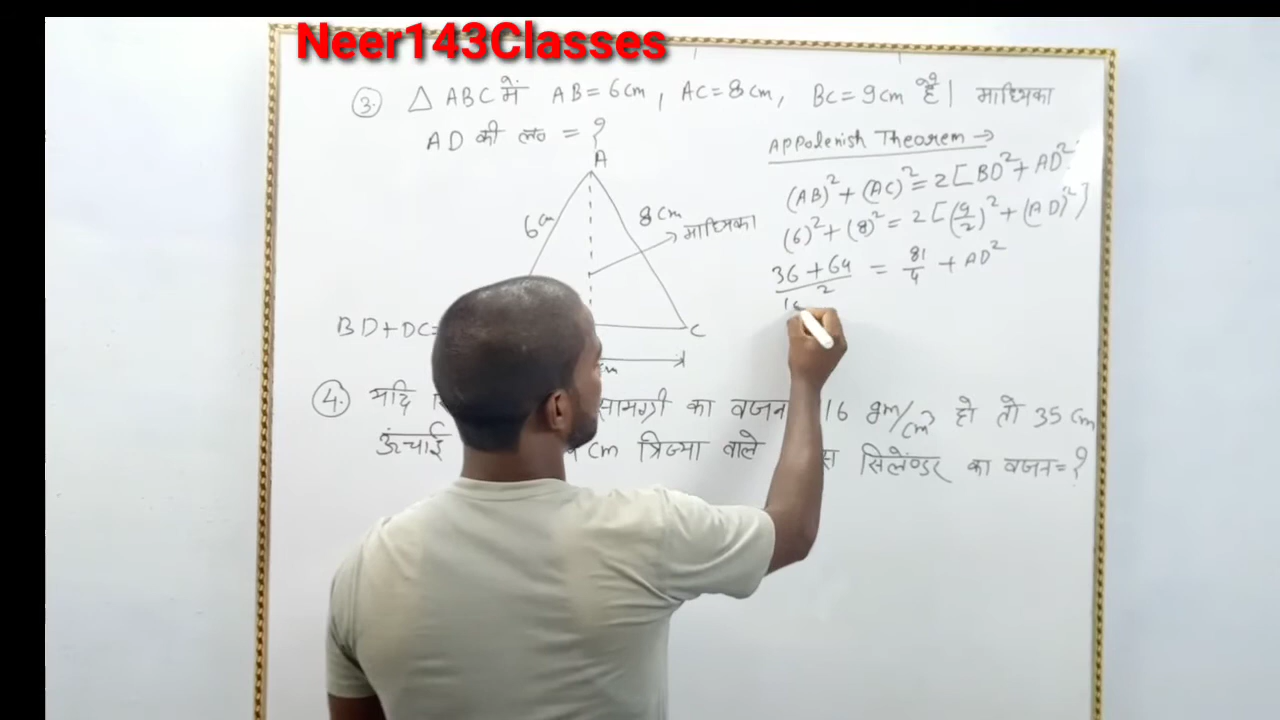 Neer143Classes
③ △ ABC में AB = 6cm, AC = 8cm, BC = 9cm है। माध्यिका
AD की ल० = ?
A
6cm
8cm
माध्यिका
BD+DC=
C
Appolenish Theorem →
(AB)² + (AC)² = 2[BD² + AD²
(6)² + (8)² = 2[(9/2)² + (AD)²]
36 + 64 / 2 = 81/4 + AD²
④ यदि सामग्री का वजन 16 gm/cm³ हो तो 35 cm
ऊंचाई cm त्रिज्या वाले सिलेण्डर का वजन = ?